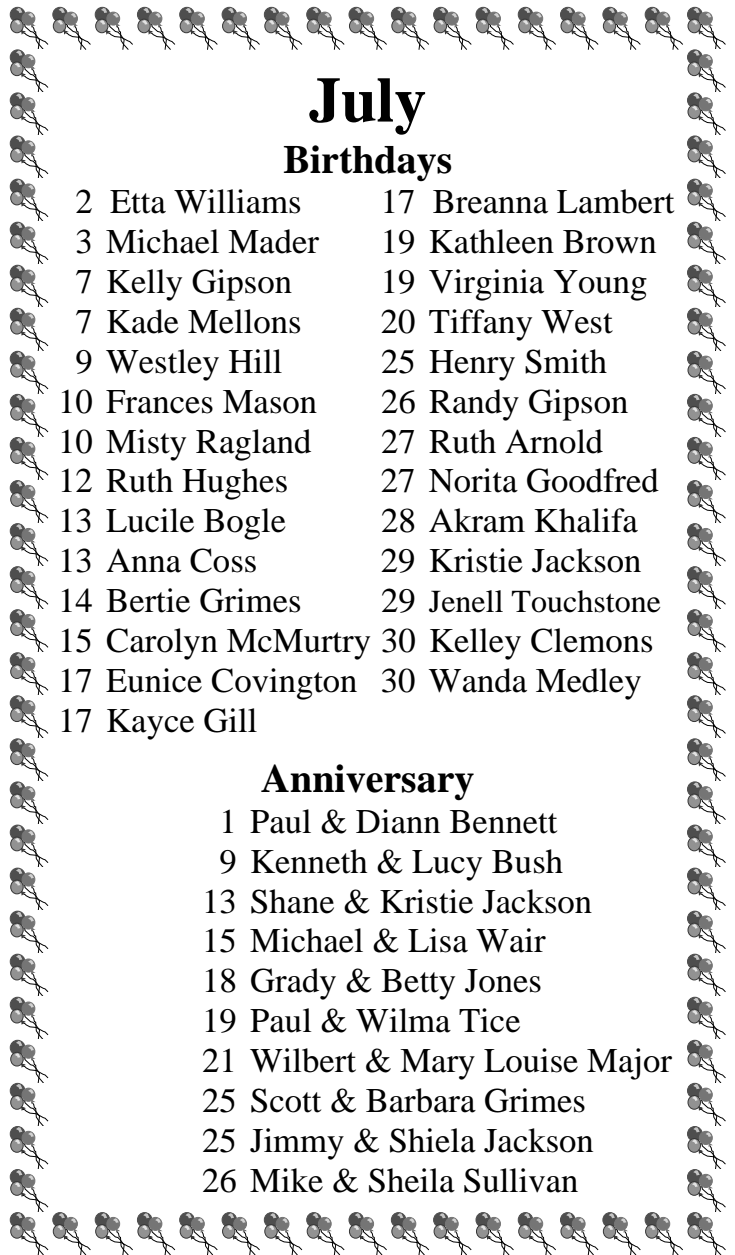 July
Birthdays
2 Etta Williams
3 Michael Mader
7 Kelly Gipson
7 Kade Mellons
9 Westley Hill
10 Frances Mason
10 Misty Ragland
12 Ruth Hughes
13 Lucile Bogle
13 Anna Coss
14 Bertie Grimes
15 Carolyn McMurtry
17 Eunice Covington
17 Kayce Gill
17 Breanna Lambert
19 Kathleen Brown
19 Virginia Young
20 Tiffany West
25 Henry Smith
26 Randy Gipson
27 Ruth Arnold
27 Norita Goodfred
28 Akram Khalifa
29 Kristie Jackson
29 Jenell Touchstone
30 Kelley Clemons
30 Wanda Medley
Anniversary
1 Paul & Diann Bennett
9 Kenneth & Lucy Bush
13 Shane & Kristie Jackson
15 Michael & Lisa Wair
18 Grady & Betty Jones
19 Paul & Wilma Tice
21 Wilbert & Mary Louise Major
25 Scott & Barbara Grimes
25 Jimmy & Shiela Jackson
26 Mike & Sheila Sullivan